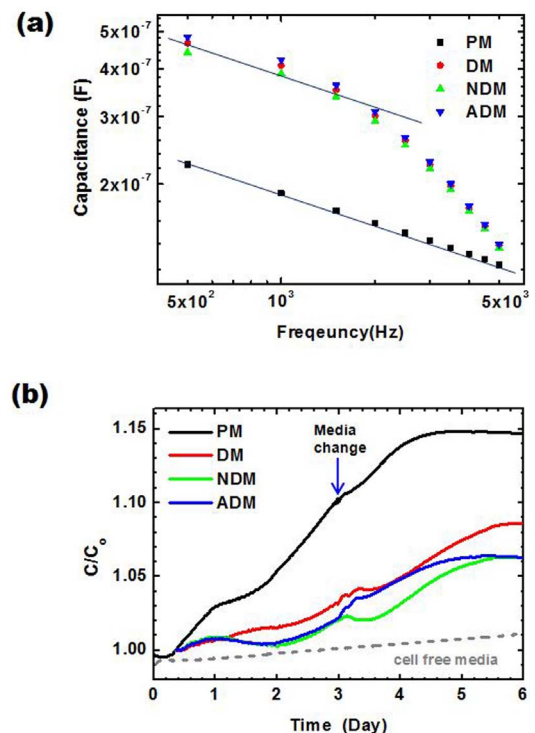 (a)
5x10⁻⁷
4x10⁻⁷
3x10⁻⁷
2x10⁻⁷
Capacitance (F)
PM
DM
NDM
ADM
5x10² 10³ 5x10³
Freqeuncy(Hz)
(b)
1.15
1.10
1.05
1.00
C/Cₒ
PM
DM
NDM
ADM
Media
change
cell free media
0 1 2 3 4 5 6
Time (Day)